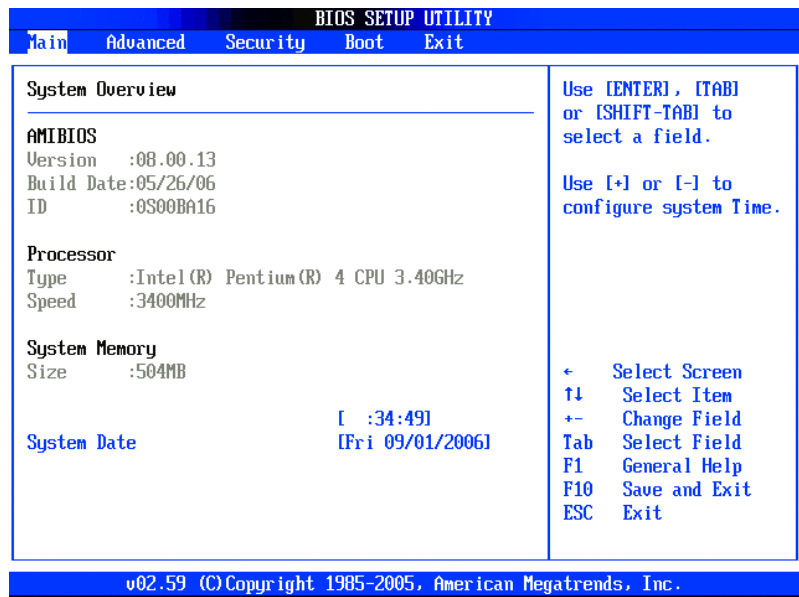 BIOS SETUP UTILITY
Main Advanced Security Boot Exit
System Overview
AMIBIOS
Version :08.00.13
Build Date:05/26/06
ID :0S00BA16
Processor
Type :Intel(R) Pentium(R) 4 CPU 3.40GHz
Speed :3400MHz
System Memory
Size :504MB
[ :34:49]
System Date [Fri 09/01/2006]
Use [ENTER], [TAB]
or [SHIFT-TAB] to
select a field.
Use [+] or [-] to
configure system Time.
← Select Screen
↑↓ Select Item
+- Change Field
Tab Select Field
F1 General Help
F10 Save and Exit
ESC Exit
v02.59 (C)Copyright 1985-2005, American Megatrends, Inc.